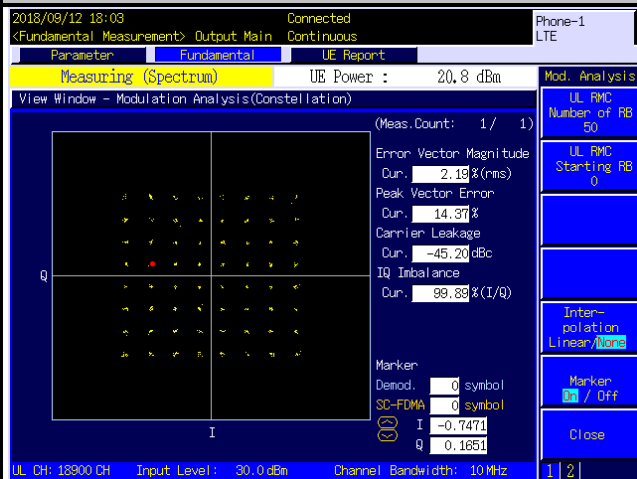 2018/09/12 18:03 Connected Phone-1
<Fundamental Measurement> Output Main Continuous LTE
Parameter Fundamental UE Report
Measuring (Spectrum) UE Power : 20.8 dBm Mod. Analysis
View Window - Modulation Analysis(Constellation)
UL RMC
Number of RB
50
(Meas.Count: 1/ 1)
Error Vector Magnitude
Cur. 2.19 %(rms)
UL RMC
Starting RB
0
Peak Vector Error
Cur. 14.37 %
Carrier Leakage
Cur. -45.20 dBc
IQ Imbalance
Cur. 99.89 %(I/Q)
Q
I
Inter-
polation
Linear/None
Marker
Demod. 0 symbol
SC-FDMA 0 symbol
I -0.7471
Q 0.1651
Marker
On / Off
Close
UL CH: 18900 CH Input Level: 30.0 dBm Channel Bandwidth: 10 MHz 1 2